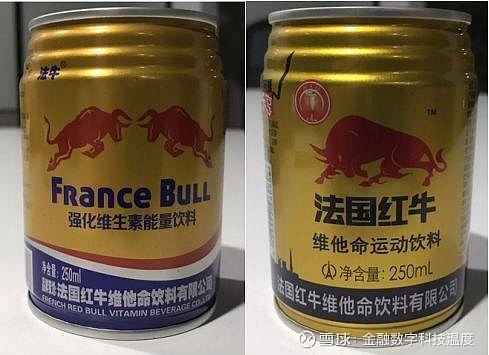 法牛
FRANCE BULL
强化维生素能量饮料
净含量: 250ml
法国红牛维他命饮料有限公司
FRENCH RED BULL VITAMIN BEVERAGE CO.,LTD
TM
法国红牛
维他命运动饮料
净含量: 250mL
法国红牛维他命饮料有限公司
雪球: 金融数字科技温度